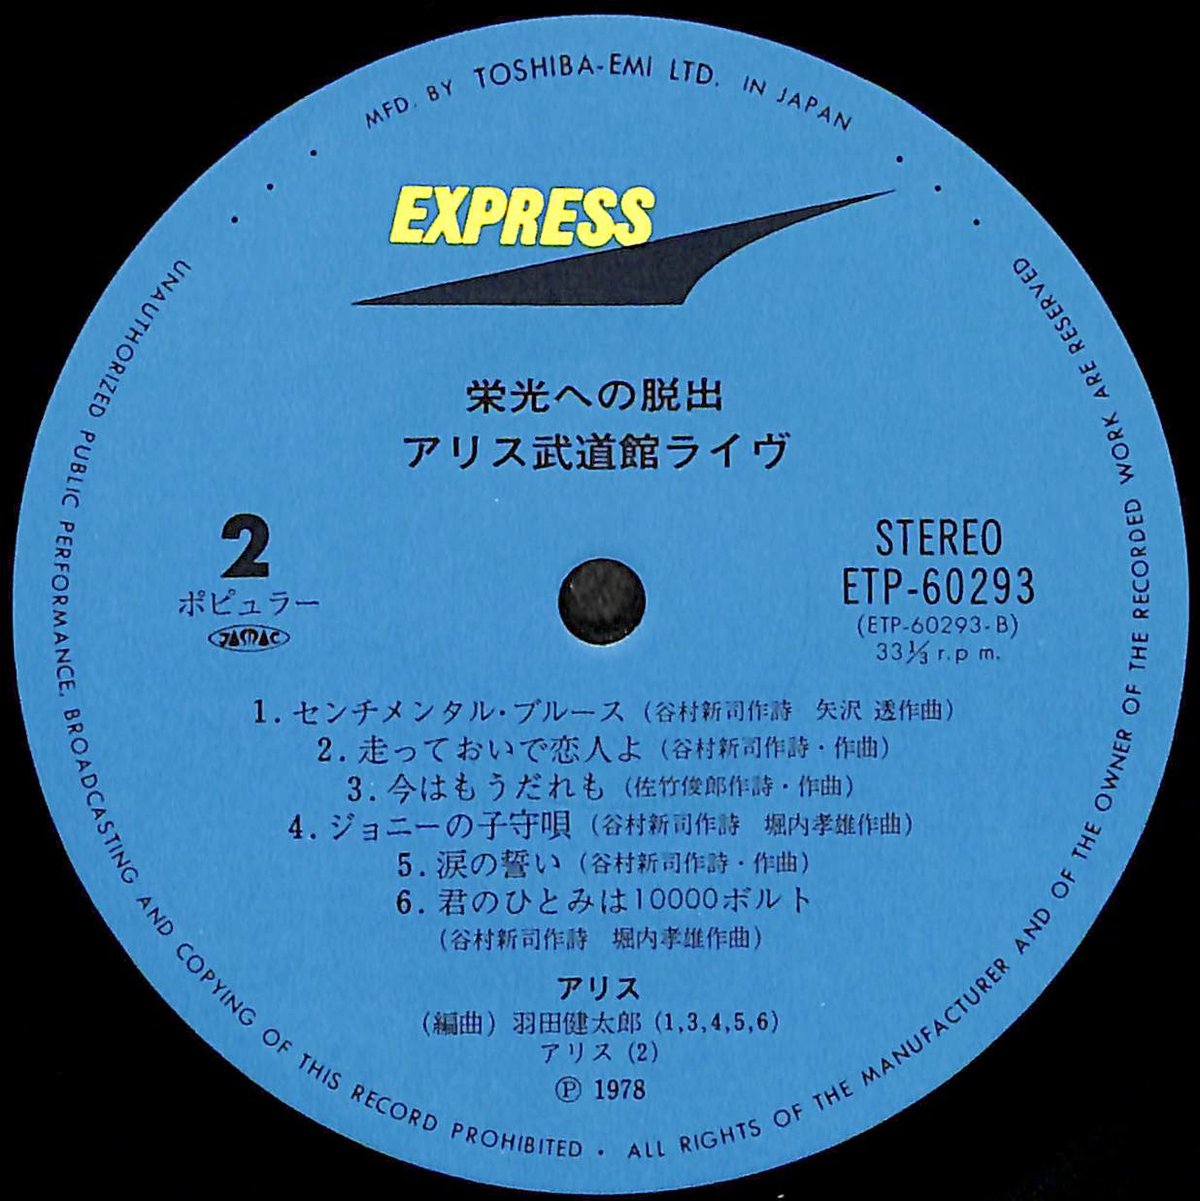 MFD. BY TOSHIBA-EMI LTD. IN JAPAN
EXPRESS
栄光への脱出
アリス武道館ライヴ
2
ポピュラー
JASRAC
STEREO
ETP-60293
(ETP-60293-B)
33⅓ r.p m.
1. センチメンタル・ブルース (谷村新司作詩 矢沢 透作曲)
2. 走っておいで恋人よ (谷村新司作詩・作曲)
3. 今はもうだれも (佐竹俊郎作詩・作曲)
4. ジョニーの子守唄 (谷村新司作詩 堀内孝雄作曲)
5. 涙の誓い (谷村新司作詩・作曲)
6. 君のひとみは10000ボルト
(谷村新司作詩 堀内孝雄作曲)
アリス
(編曲) 羽田健太郎 (1,3,4,5,6)
アリス (2)
Ⓟ 1978
UNAUTHORIZED PUBLIC PERFORMANCE, BROADCASTING AND COPYING OF THIS RECORD PROHIBITED • ALL RIGHTS OF THE MANUFACTURER AND OF THE OWNER OF THE RECORDED WORK ARE RESERVED